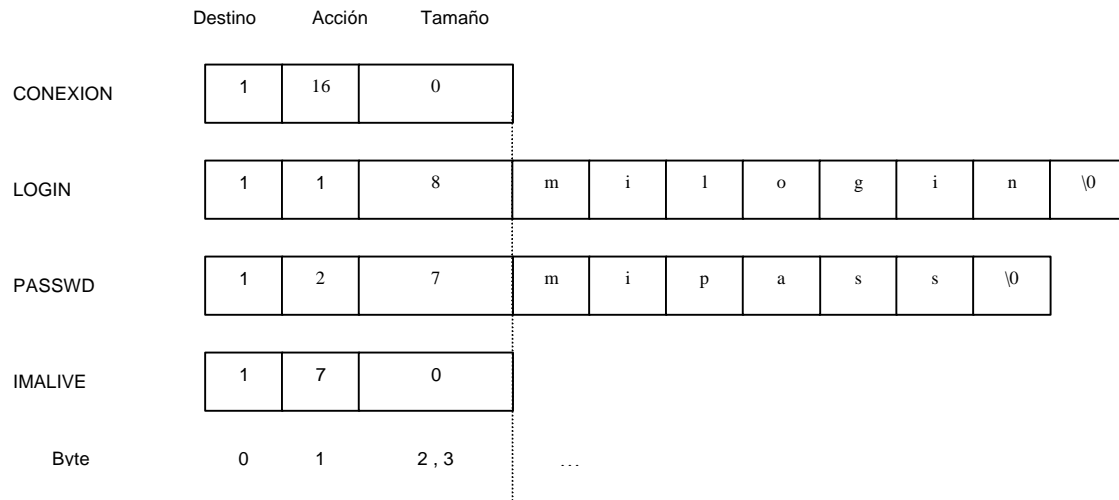 Destino Acción Tamaño
CONEXION 1 16 0
LOGIN 1 1 8 m i l o g i n \0
PASSWD 1 2 7 m i p a s s \0
IMALIVE 1 7 0
Byte 0 1 2 , 3 ...